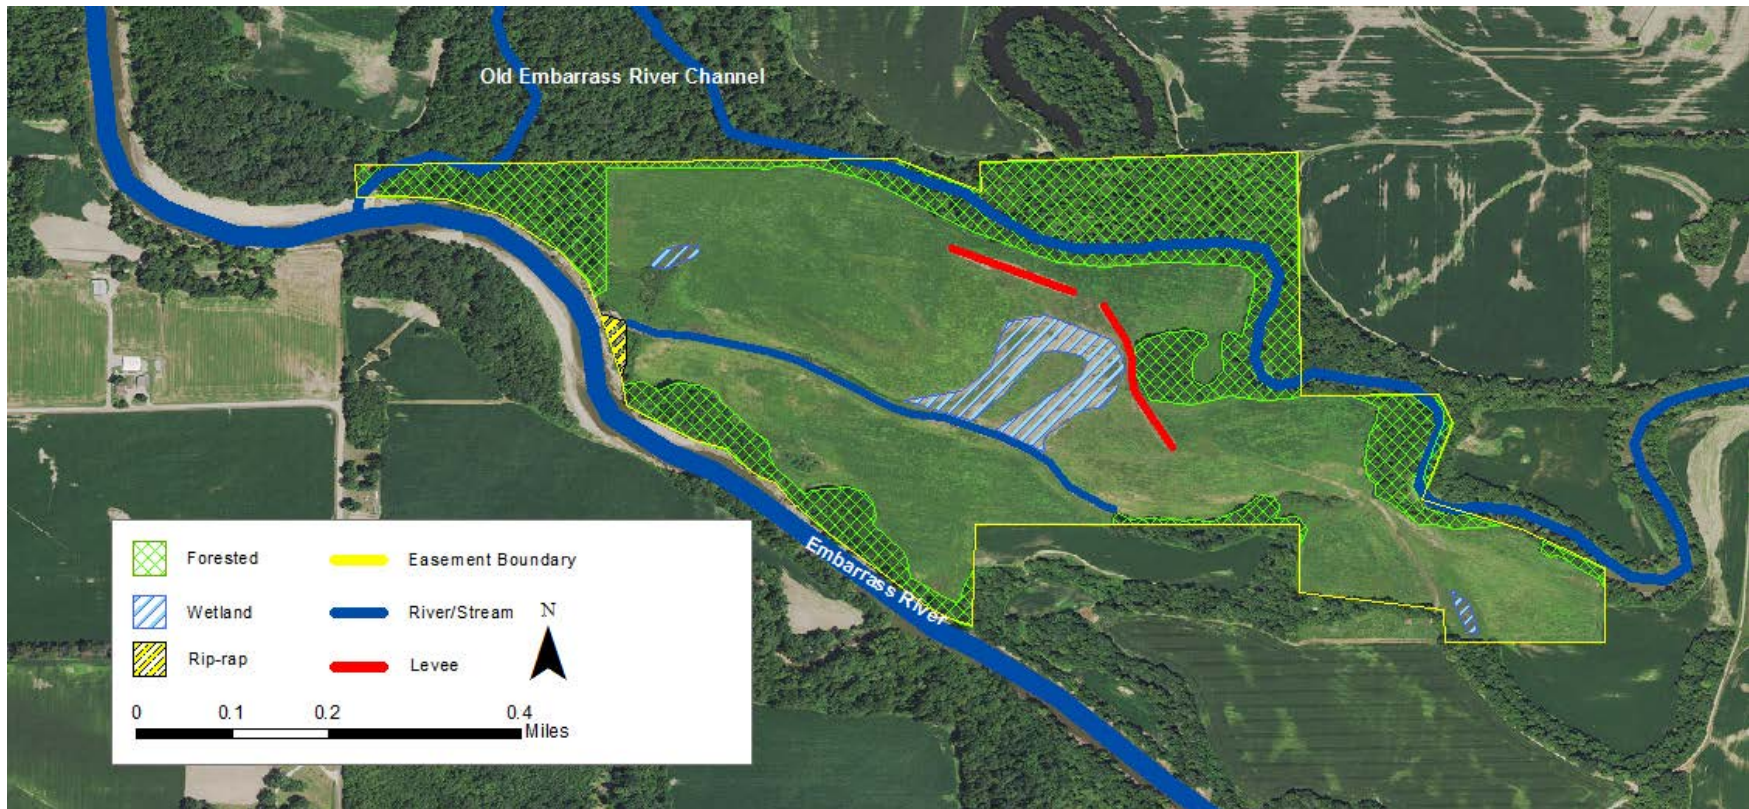 Old Embarrass River Channel
Embarrass River
Forested
Easement Boundary
Wetland
River/Stream
N
Rip-rap
Levee
0 0.1 0.2 0.4
Miles